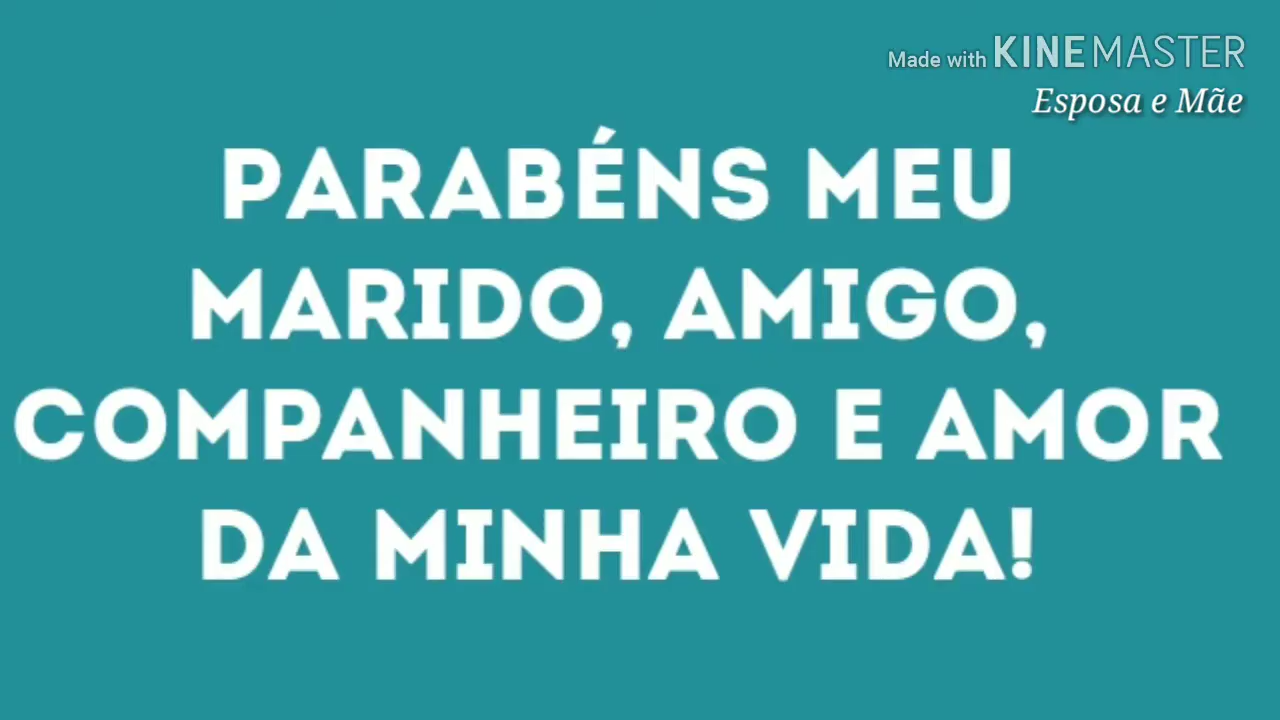 Made with KINEMASTER
Esposa e Mãe
PARABÉNS MEU
MARIDO, AMIGO,
COMPANHEIRO E AMOR
DA MINHA VIDA!